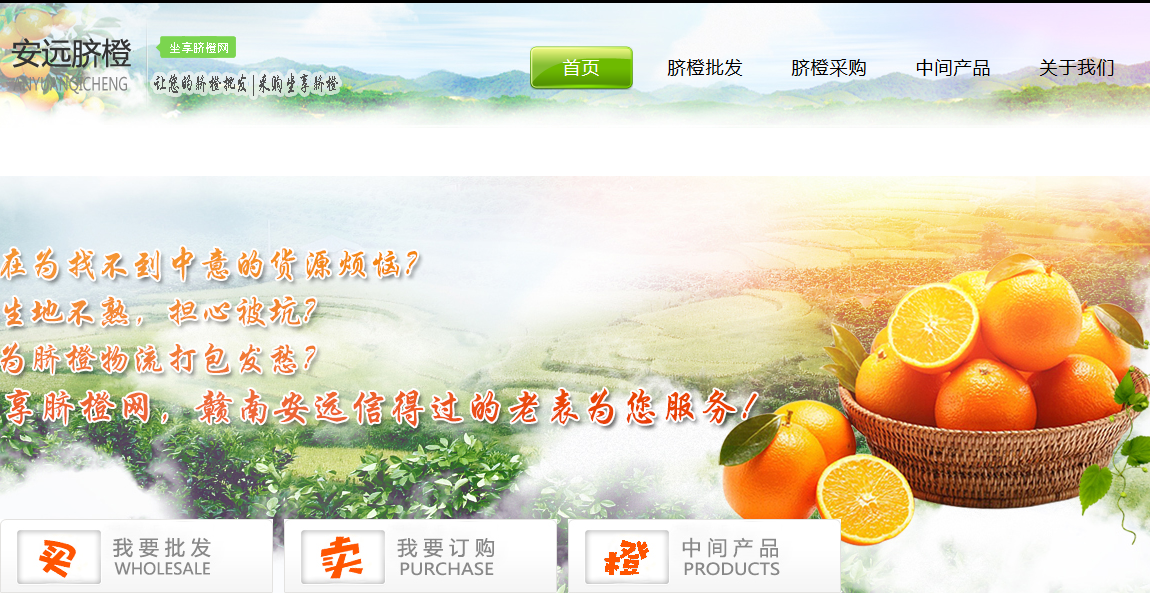 安远脐橙
ANYUANQICHENG
坐享脐橙网
让您的脐橙批发|采购坐享脐橙
首页
脐橙批发
脐橙采购
中间产品
关于我们
在为找不到中意的货源烦恼?
生地不熟，担心被坑?
为脐橙物流打包发愁?
享脐橙网，赣南安远信得过的老表为您服务!
买
我要批发
WHOLESALE
卖
我要订购
PURCHASE
橙
中间产品
PRODUCTS